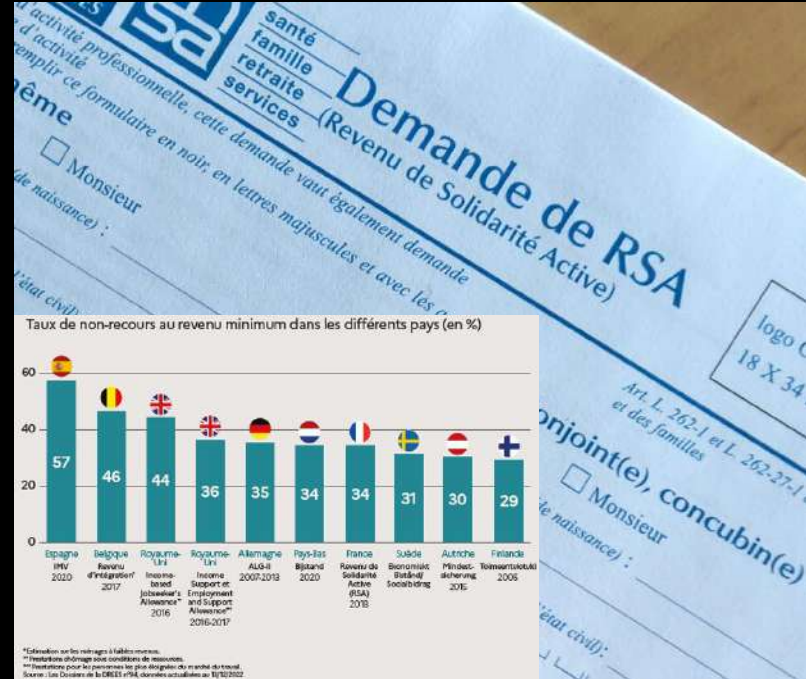 santé
famille
retraite
services
Demande de RSA
(Revenu de Solidarité Active)
d'activité professionnelle, cette demande vaut également demande
d'activité
remplir ce formulaire en noir, en lettres majuscules et avec les
Monsieur
(de naissance) :
l'état civil)
logo
18 X 34
Art. L. 262-1 et L. 262-27-1
et des familles
conjoint(e), concubin(e)
Monsieur
de naissance) :
'état civil):
Taux de non-recours au revenu minimum dans les différents pays (en %)
60
40
20
0
57
46
44
36
35
34
34
31
30
29
Espagne
IMV
2020
Belgique
Revenu
d'intégration*
2017
Royaume-
Uni
Income-
based
Jobseeker's
Allowance**
2016
Royaume-
Uni
Income
Support et
Employment
and Support
Allowance***
2016-2017
Allemagne
ALG-II
2007-2013
Pays-Bas
Bijstand
2020
France
Revenu de
Solidarité
Active
(RSA)
2018
Suède
Ekonomiskt
Bistånd/
Socialbidrag
Autriche
Mindest-
sicherung
2015
Finlande
Toimeentulotuki
*Estimation sur les ménages à faibles revenus.
** Prestations chômage sous conditions de ressources.
*** Prestations pour les personnes les plus éloignées du marché du travail.
Source : Les Dossiers de la DREES n°94, données actualisées au